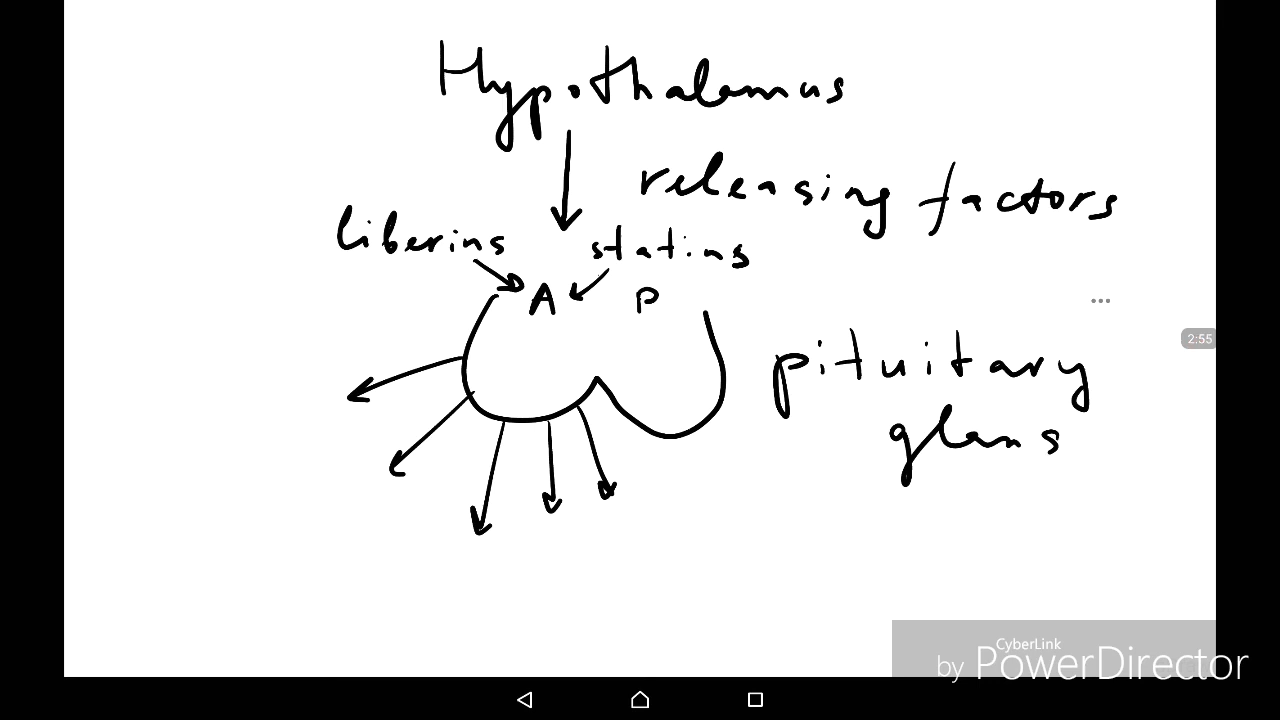 Hypothalamus
releasing factors
liberins statins
A P
2:55
pituitary
glans
CyberLink
by PowerDirector